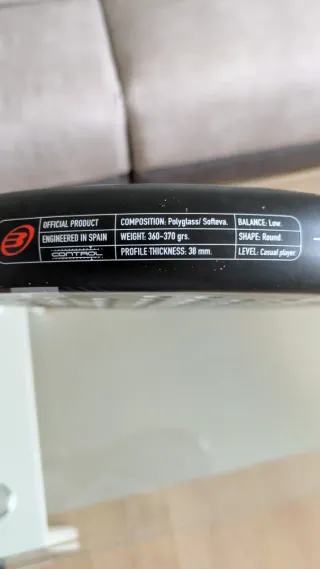 OFFICIAL PRODUCT
ENGINEERED IN SPAIN
CONTROL
COMPOSITION: Polyglass/ Softeva.
WEIGHT: 360-370 grs.
PROFILE THICKNESS: 38 mm.
BALANCE: Low.
SHAPE: Round.
LEVEL: Casual player.